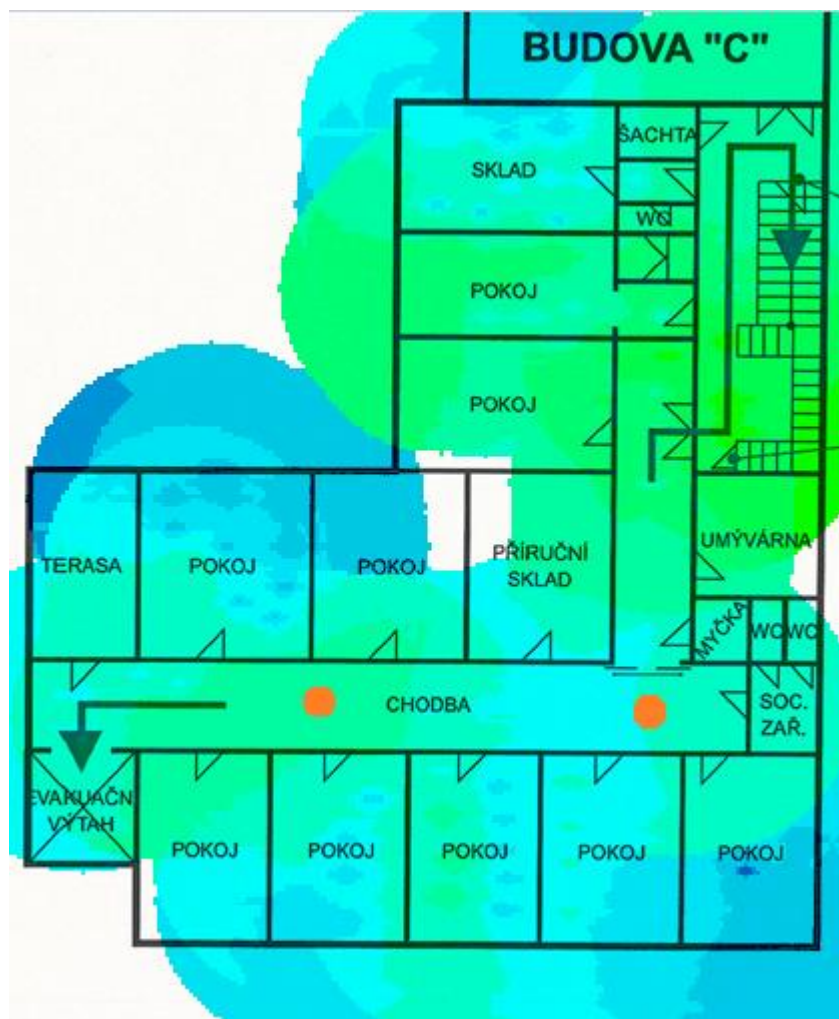 BUDOVA "C"
ŠACHTA
SKLAD
WC
POKOJ
POKOJ
UMÝVÁRNA
TERASA
POKOJ
POKOJ
PŘÍRUČNÍ
SKLAD
MYČKA
WC
WC
CHODBA
SOC.
ZAŘ.
EVAKUAČN
VÝTAH
POKOJ
POKOJ
POKOJ
POKOJ
POKOJ